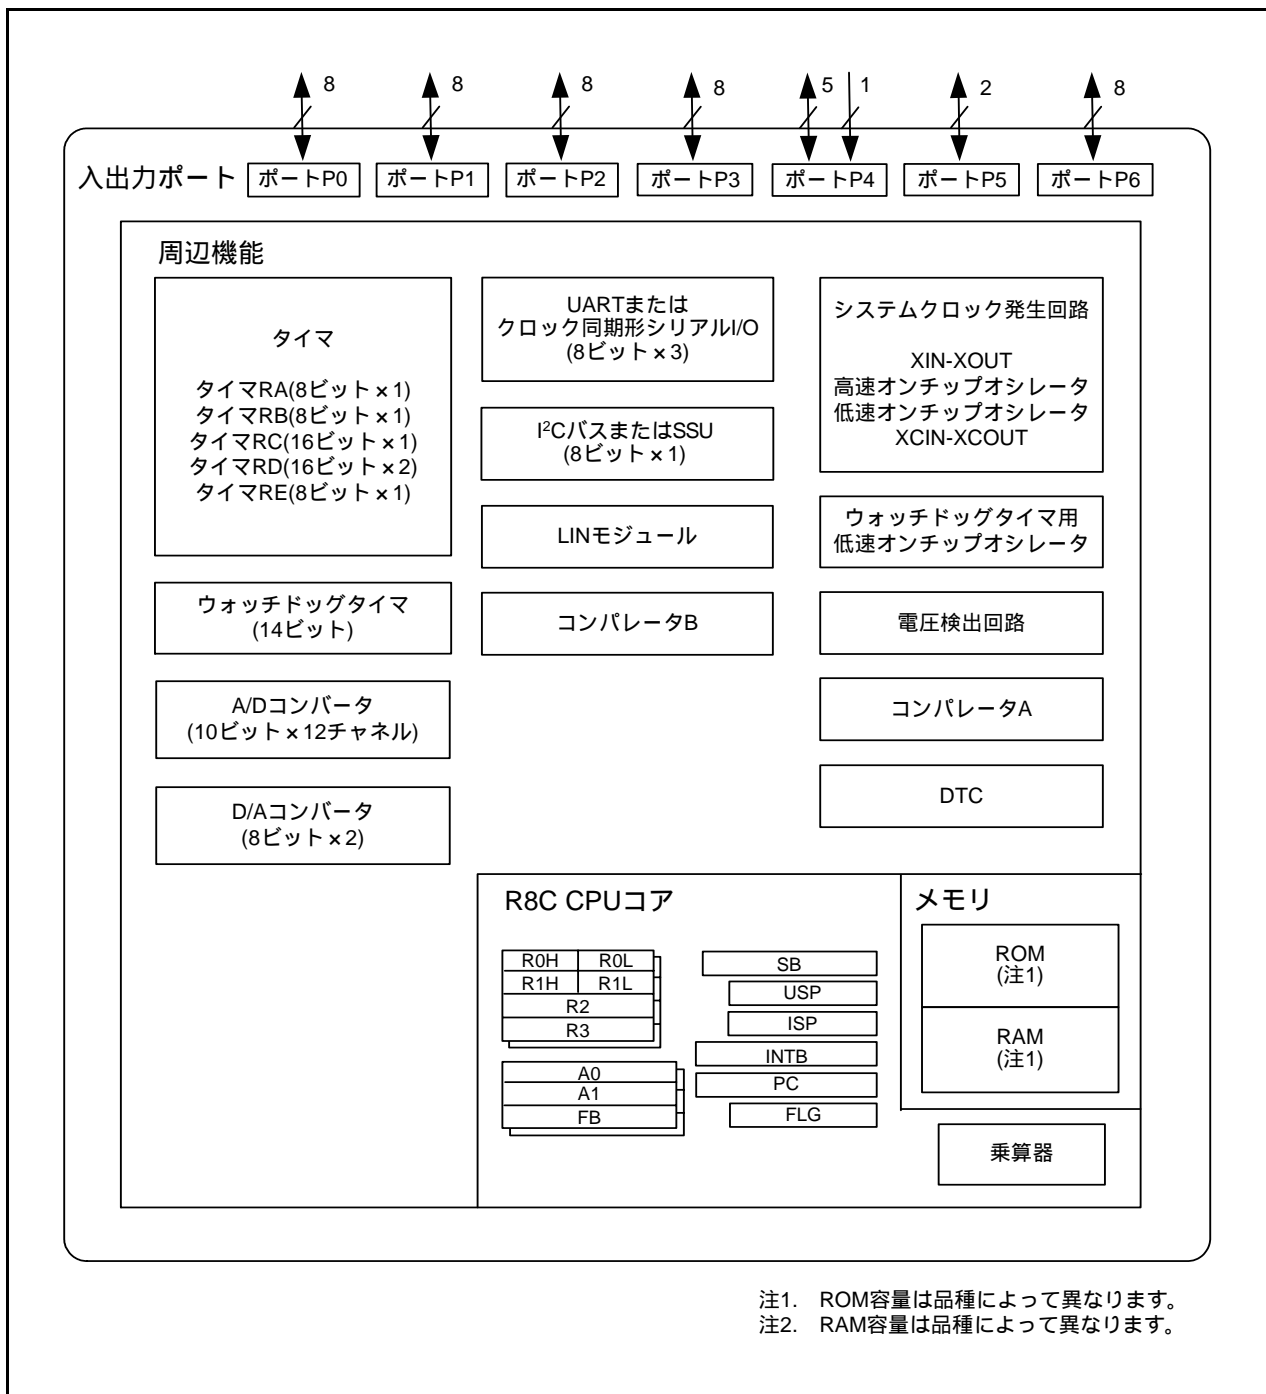 8
8
8
8
5
1
2
8
入出力ポート
ポートP0
ポートP1
ポートP2
ポートP3
ポートP4
ポートP5
ポートP6
周辺機能
タイマ
タイマRA(8ビット×1)
タイマRB(8ビット×1)
タイマRC(16ビット×1)
タイマRD(16ビット×2)
タイマRE(8ビット×1)
ウォッチドッグタイマ
(14ビット)
A/Dコンバータ
(10ビット×12チャネル)
D/Aコンバータ
(8ビット×2)
UARTまたは
クロック同期形シリアルI/O
(8ビット×3)
I²CバスまたはSSU
(8ビット×1)
LINモジュール
コンパレータB
システムクロック発生回路
XIN-XOUT
高速オンチップオシレータ
低速オンチップオシレータ
XCIN-XCOUT
ウォッチドッグタイマ用
低速オンチップオシレータ
電圧検出回路
コンパレータA
DTC
R8C CPUコア
R0H
R0L
R1H
R1L
R2
R3
A0
A1
FB
SB
USP
ISP
INTB
PC
FLG
メモリ
ROM
(注1)
RAM
(注1)
乗算器
注1. ROM容量は品種によって異なります。
注2. RAM容量は品種によって異なります。